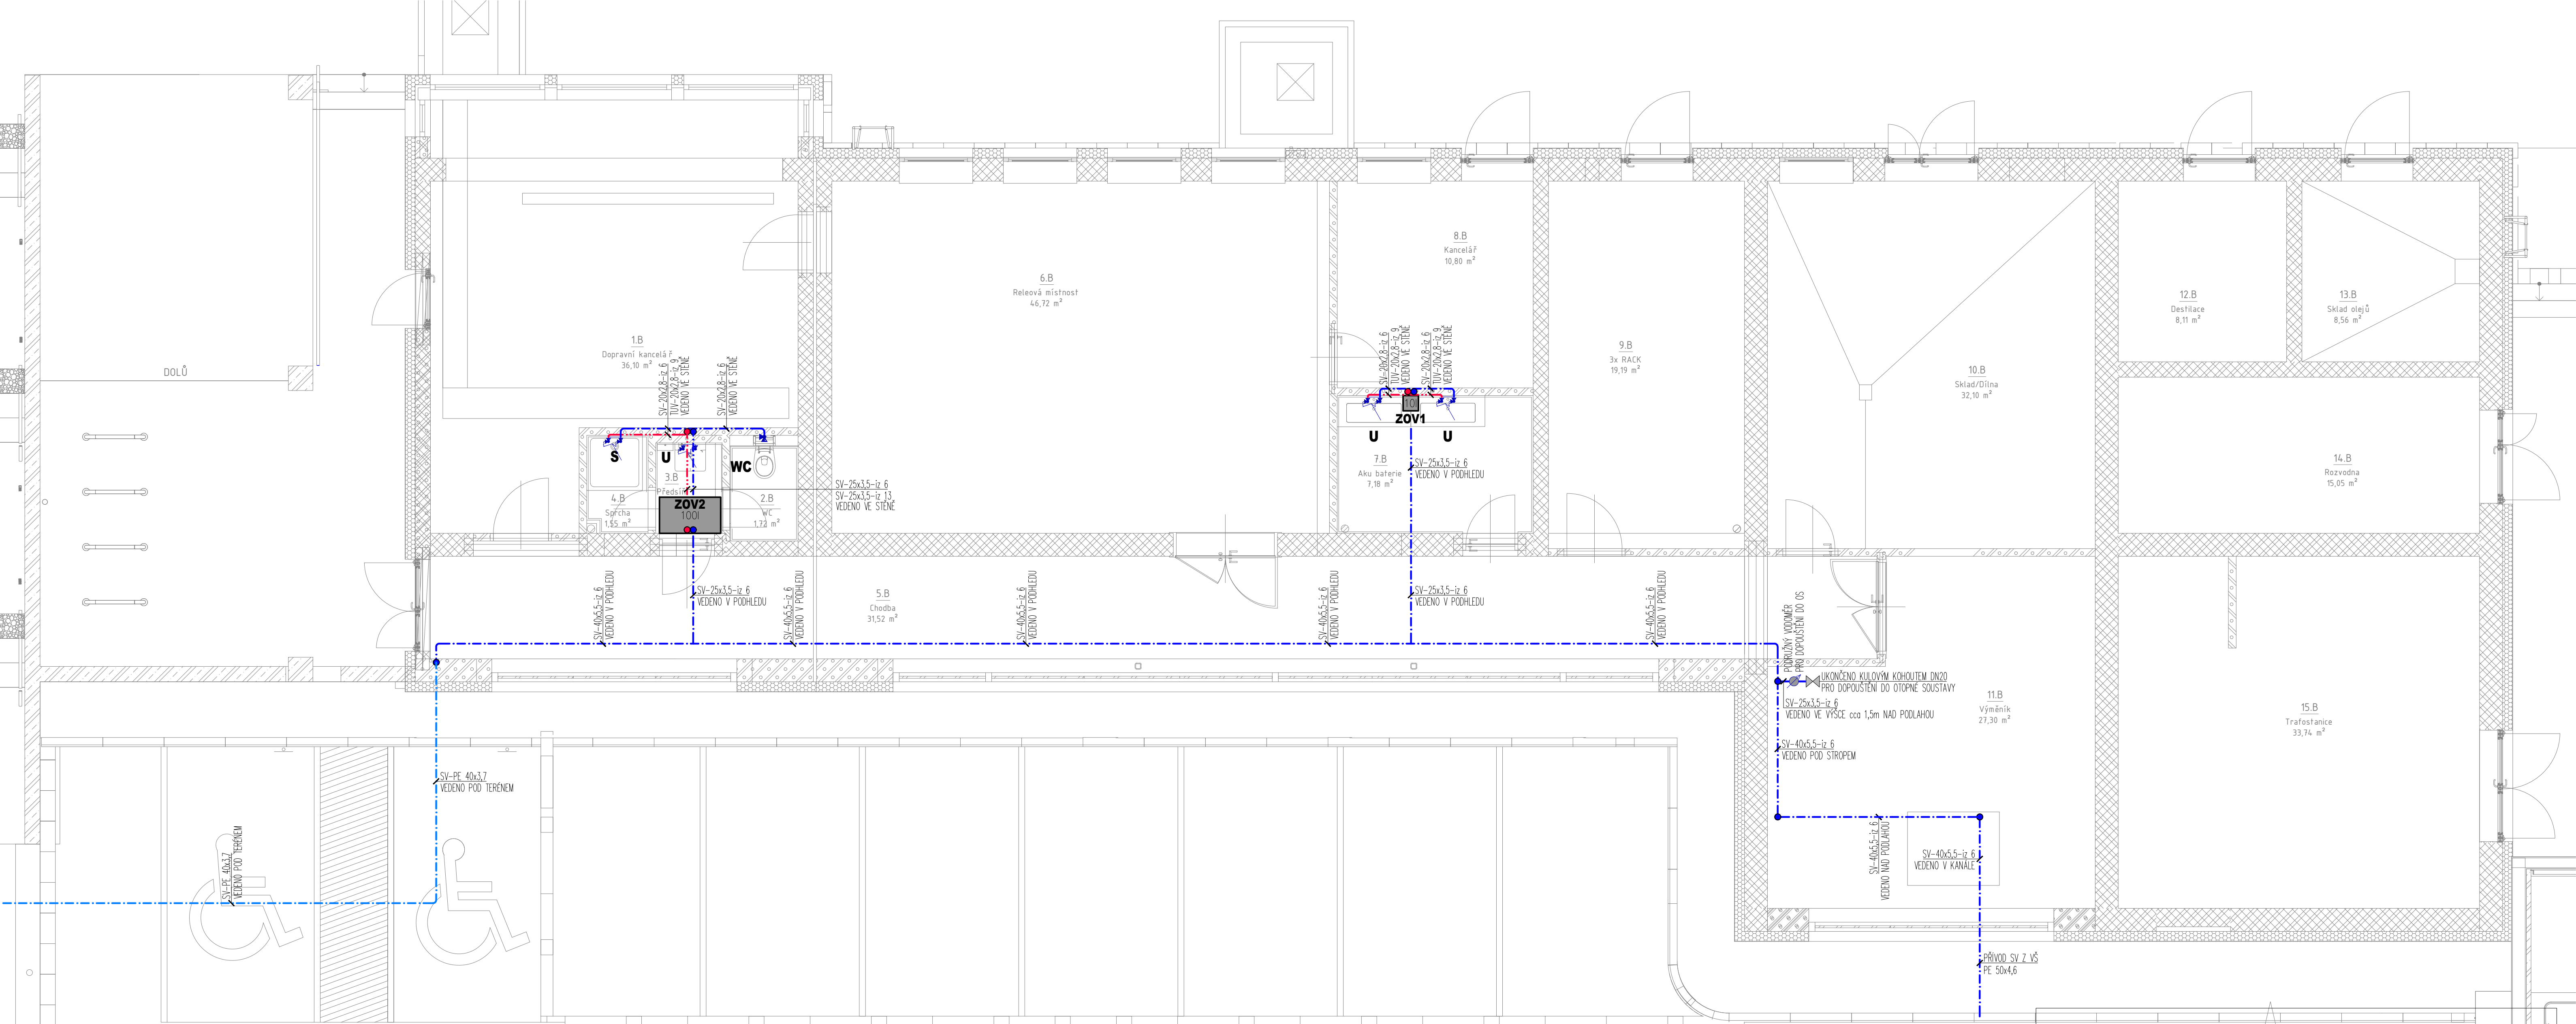 DOLŮ
1.B
Dopravní kancelář
36,10 m²
SV-20x2,8-iz 6
TUV-20x2,8-iz 9
VEDENO VE STĚNĚ
SV-20x2,8-iz 6
VEDENO VE STĚNĚ
S
U
WC
3.B
Předsíň
4.B
Sprcha
1,55 m²
ZOV2
100l
2.B
WC
1,72 m²
SV-25x3,5-iz 6
SV-25x3,5-iz 13
VEDENO VE STĚNĚ
6.B
Releová místnost
46,72 m²
8.B
Kancelář
10,80 m²
SV-20x2,8-iz 6
TUV-20x2,8-iz 9
VEDENO VE STĚNĚ
SV-20x2,8-iz 6
TUV-20x2,8-iz 9
VEDENO VE STĚNĚ
10l
ZOV1
U
U
7.B
Aku baterie
7,18 m²
SV-25x3,5-iz 6
VEDENO V PODHLEDU
9.B
3x RACK
19,19 m²
10.B
Sklad/Dílna
32,10 m²
12.B
Destilace
8,11 m²
13.B
Sklad olejů
8,56 m²
14.B
Rozvodna
15,05 m²
SV-40x5,5-iz 6
VEDENO V PODHLEDU
SV-25x3,5-iz 6
VEDENO V PODHLEDU
SV-40x5,5-iz 6
VEDENO V PODHLEDU
5.B
Chodba
31,52 m²
SV-40x5,5-iz 6
VEDENO V PODHLEDU
SV-40x5,5-iz 6
VEDENO V PODHLEDU
SV-25x3,5-iz 6
VEDENO V PODHLEDU
SV-40x5,5-iz 6
VEDENO V PODHLEDU
PODRUŽNÝ VODOMĚR
PRO DOPOUŠTĚNÍ DO OS
UKONČENO KULOVÝM KOHOUTEM DN20
PRO DOPOUŠTĚNÍ DO OTOPNÉ SOUSTAVY
SV-25x3,5-iz 6
VEDENO VE VÝŠCE cca 1,5m NAD PODLAHOU
11.B
Výměník
27,30 m²
15.B
Trafostanice
33,74 m²
SV-40x5,5-iz 6
VEDENO POD STROPEM
SV-PE 40x3,7
VEDENO POD TERÉNEM
SV-PE 40x3,7
VEDENO POD TERÉNEM
SV-40x5,5-iz 6
VEDENO NAD PODLAHOU
SV-40x5,5-iz 6
VEDENO V KANÁLE
PŘÍVOD SV Z VŠ
PE 50x4,6